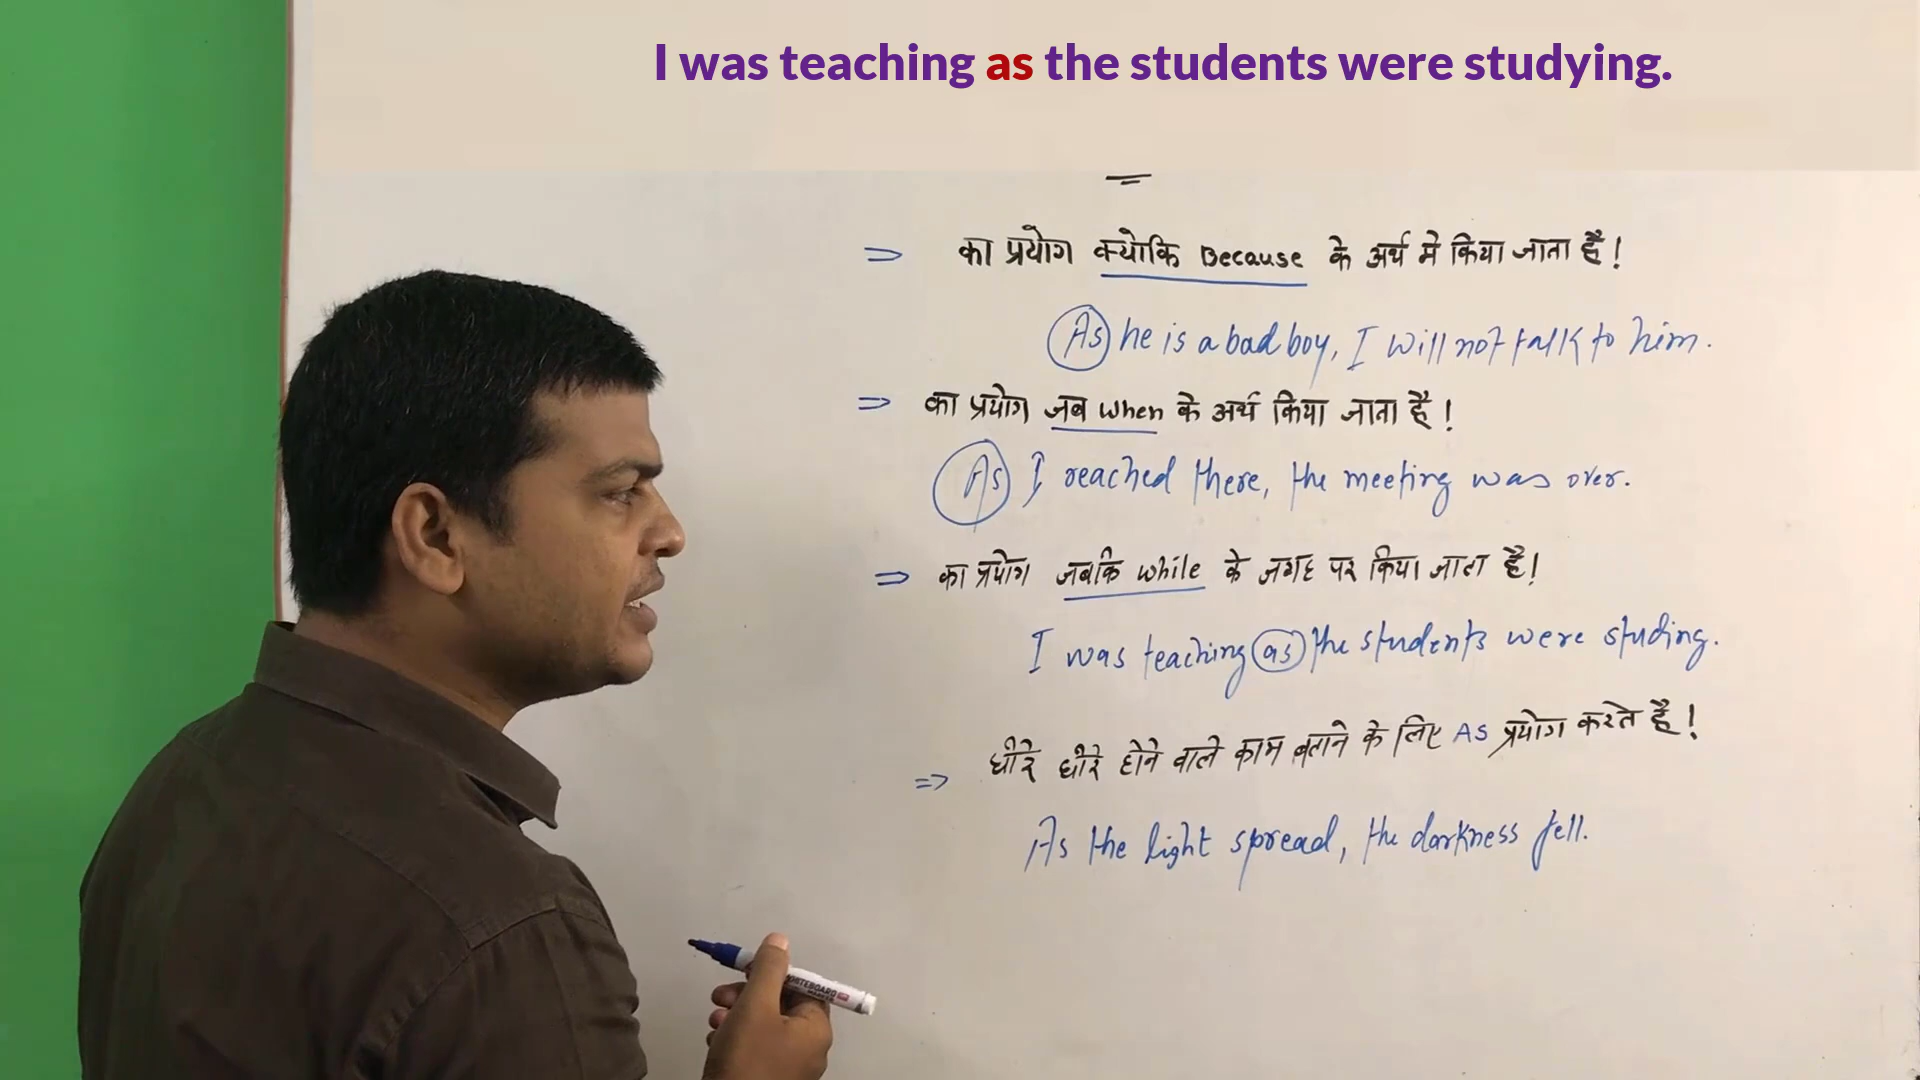 I was teaching as the students were studying.
का प्रयोग क्योकि Because के अर्थ मे किया जाता है!
As he is a bad boy, I will not talk to him.
का प्रयोग जब when के अर्थ किया जाता है!
As I reached there, the meeting was over.
का प्रयोग जबकि while के जगह पर किया जाता है!
I was teaching as the students were studing.
धीरे धीरे होने वाले काम बताने के लिए As प्रयोग करते है!
As the light spread, the darkness fell.